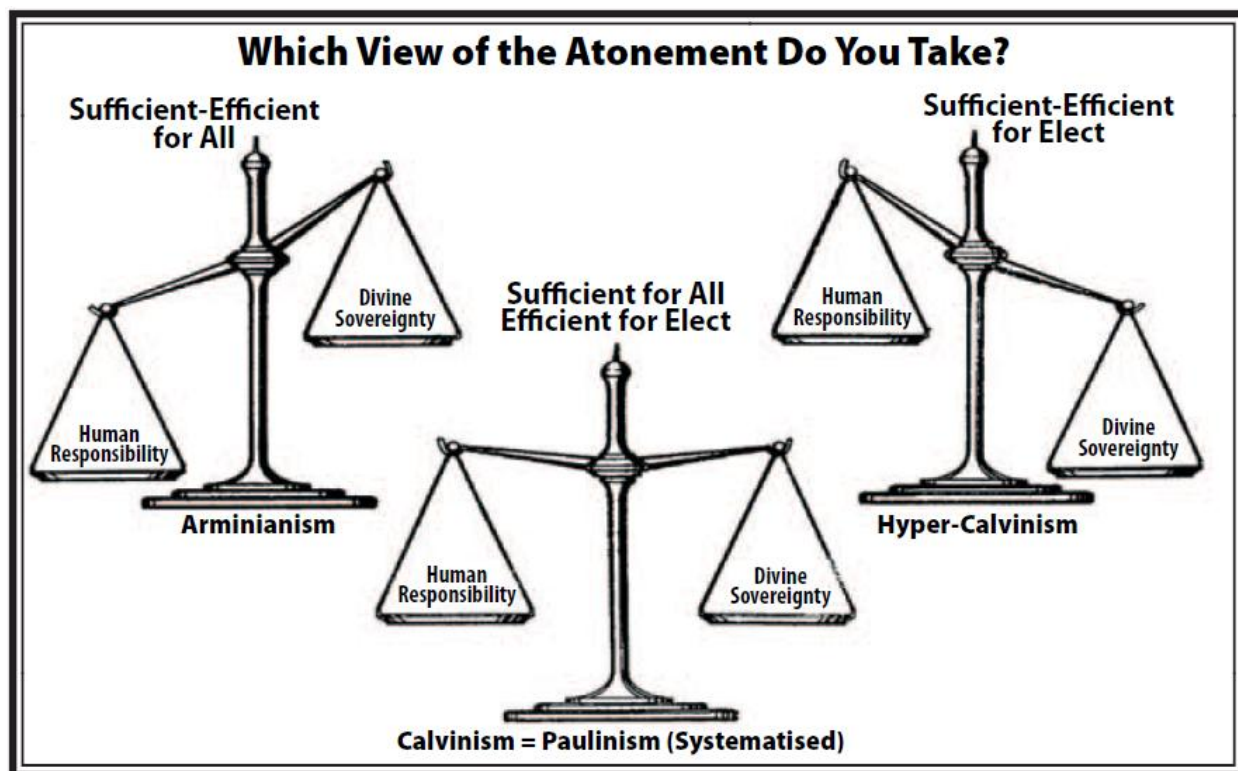 Which View of the Atonement Do You Take?
Sufficient-Efficient
for All
Divine
Sovereignty
Human
Responsibility
Arminianism
Sufficient for All
Efficient for Elect
Human
Responsibility
Divine
Sovereignty
Calvinism = Paulinism (Systematised)
Sufficient-Efficient
for Elect
Human
Responsibility
Divine
Sovereignty
Hyper-Calvinism